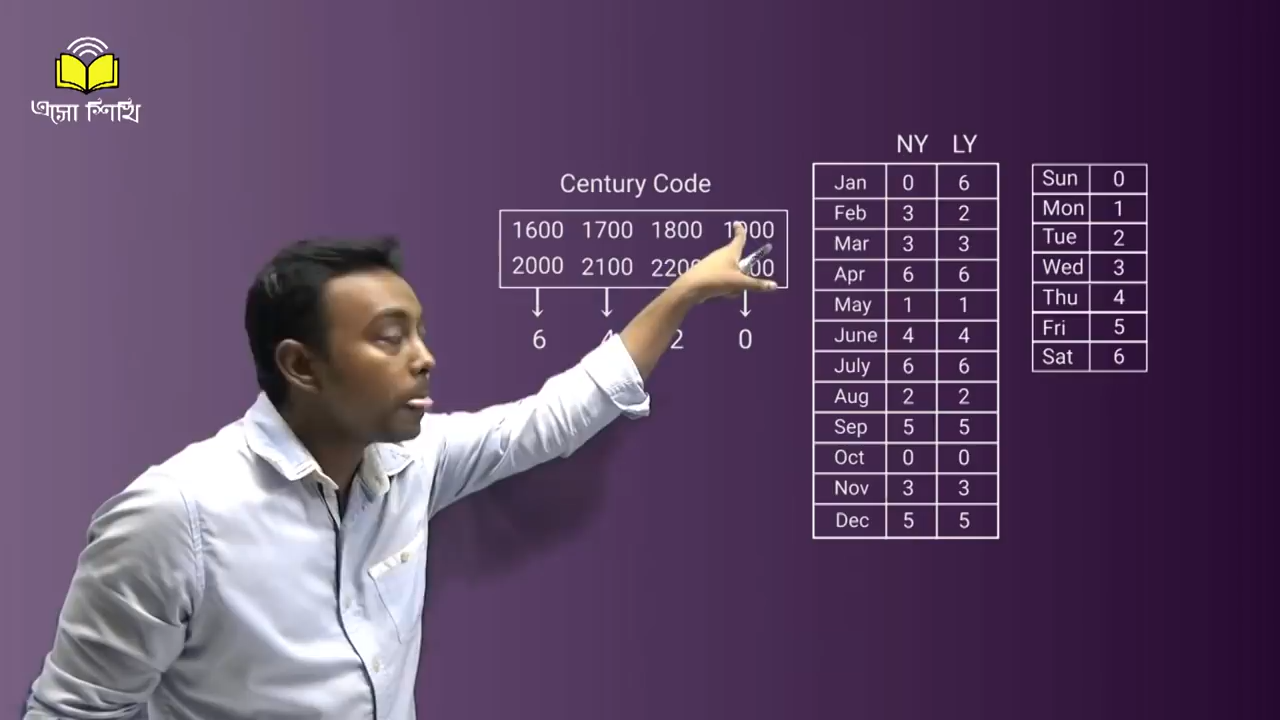 এসো শিখি
Century Code
1600 1700 1800
2000 2100
6 2 0
NY LY
Jan 0 6
Feb 3 2
Mar 3 3
Apr 6 6
May 1 1
June 4 4
July 6 6
Aug 2 2
Sep 5 5
Oct 0 0
Nov 3 3
Dec 5 5
Sun 0
Mon 1
Tue 2
Wed 3
Thu 4
Fri 5
Sat 6